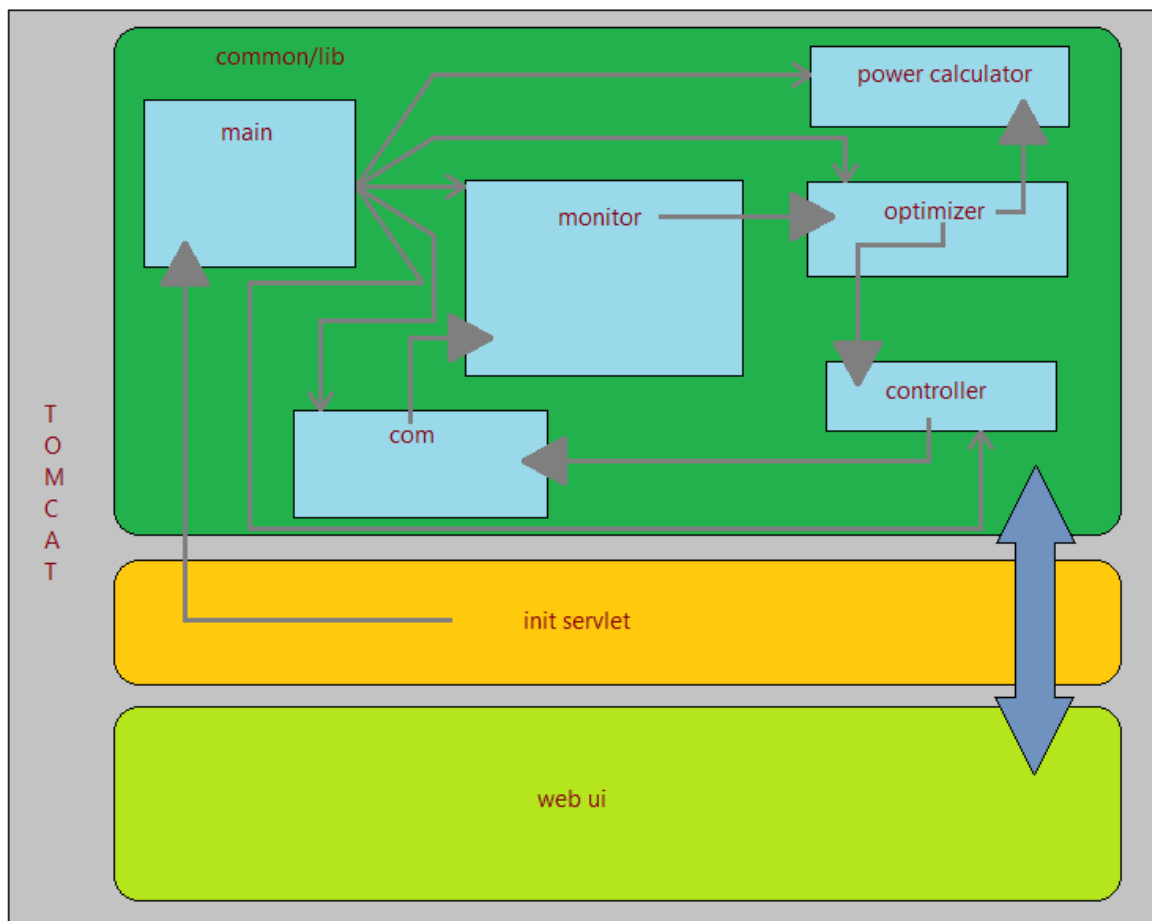 common/lib
power calculator
main
monitor
optimizer
controller
com
T
O
M
C
A
T
init servlet
web ui